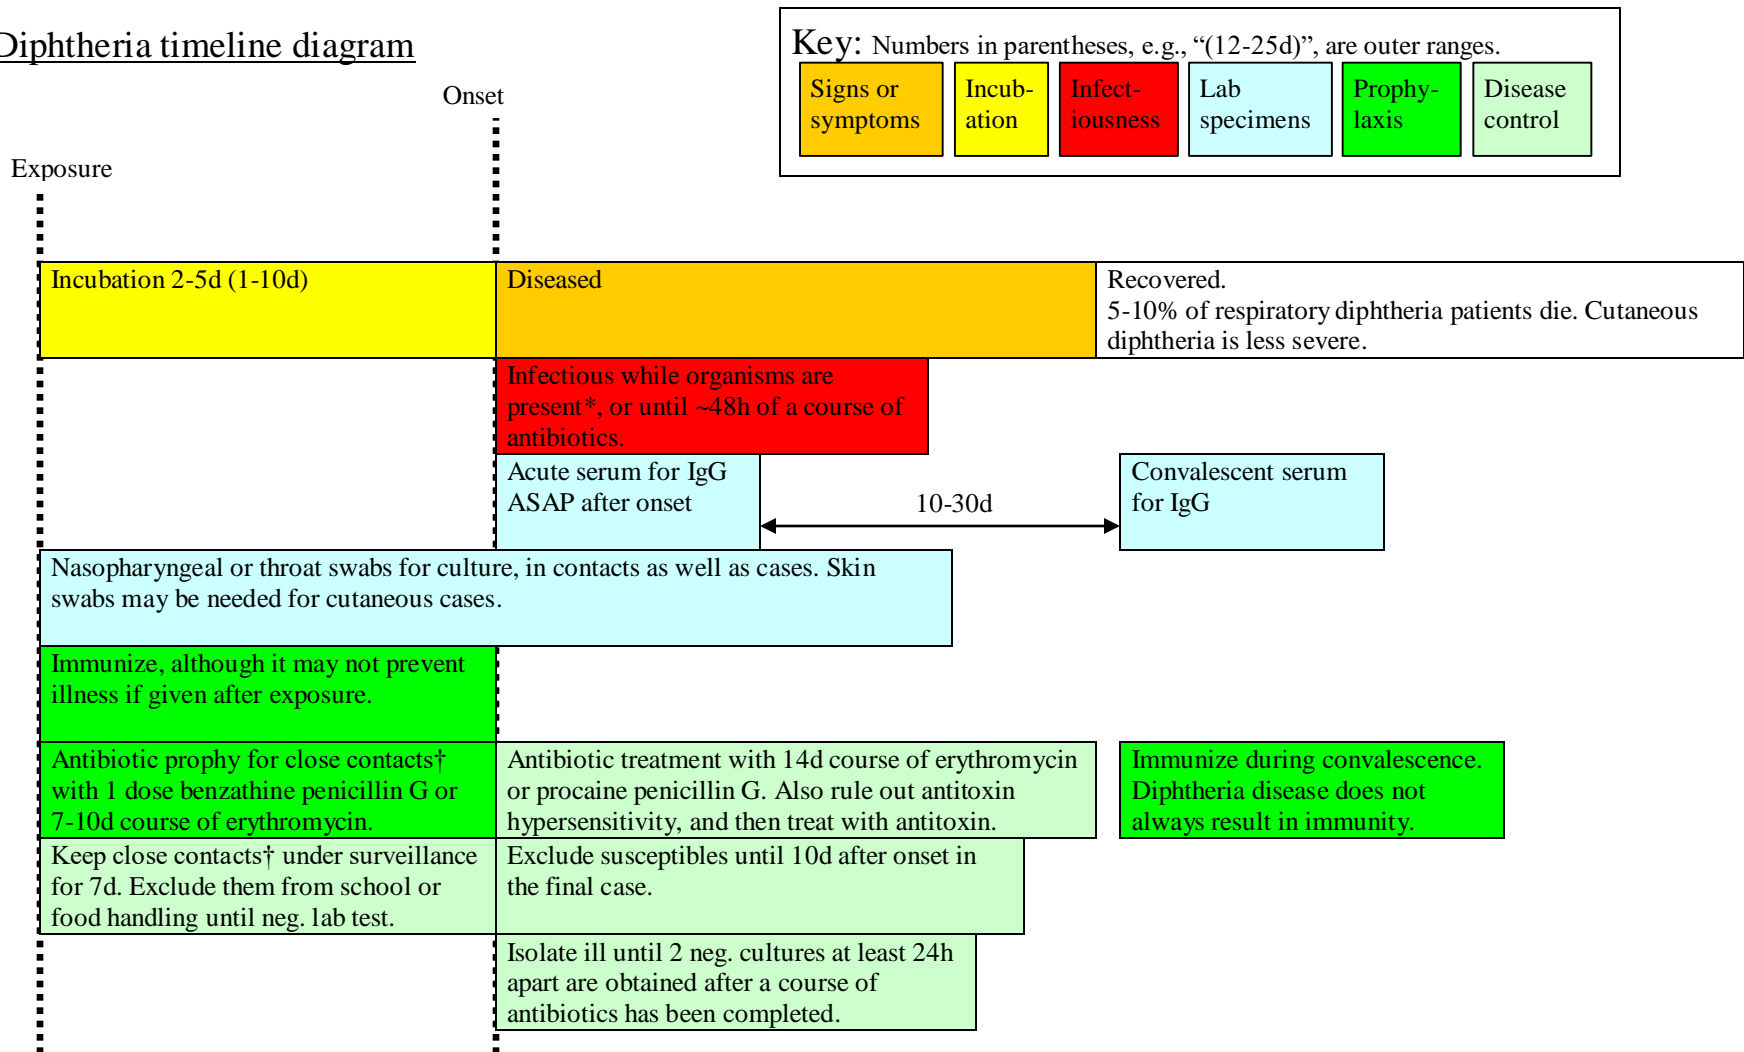 Diphtheria timeline diagram
Key: Numbers in parentheses, e.g., “(12-25d)”, are outer ranges.
Signs or
symptoms
Incub-
ation
Infect-
iousness
Lab
specimens
Prophy-
laxis
Disease
control
Onset
Exposure
Incubation 2-5d (1-10d)
Diseased
Recovered.
5-10% of respiratory diphtheria patients die. Cutaneous
diphtheria is less severe.
Infectious while organisms are
present*, or until ~48h of a course of
antibiotics.
Acute serum for IgG
ASAP after onset
10-30d
Convalescent serum
for IgG
Nasopharyngeal or throat swabs for culture, in contacts as well as cases. Skin
swabs may be needed for cutaneous cases.
Immunize, although it may not prevent
illness if given after exposure.
Antibiotic prophy for close contacts†
with 1 dose benzathine penicillin G or
7-10d course of erythromycin.
Antibiotic treatment with 14d course of erythromycin
or procaine penicillin G. Also rule out antitoxin
hypersensitivity, and then treat with antitoxin.
Immunize during convalescence.
Diphtheria disease does not
always result in immunity.
Keep close contacts† under surveillance
for 7d. Exclude them from school or
food handling until neg. lab test.
Exclude susceptibles until 10d after onset in
the final case.
Isolate ill until 2 neg. cultures at least 24h
apart are obtained after a course of
antibiotics has been completed.